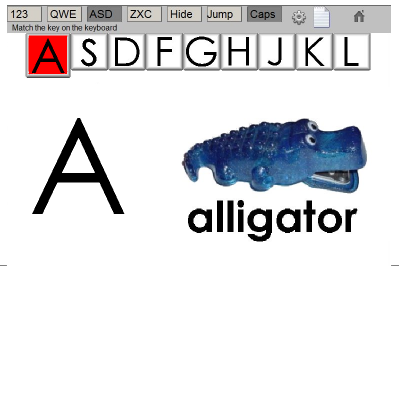 123 QWE ASD ZXC Hide Jump Caps
Match the key on the keyboard
A S D F G H J K L
A
alligator